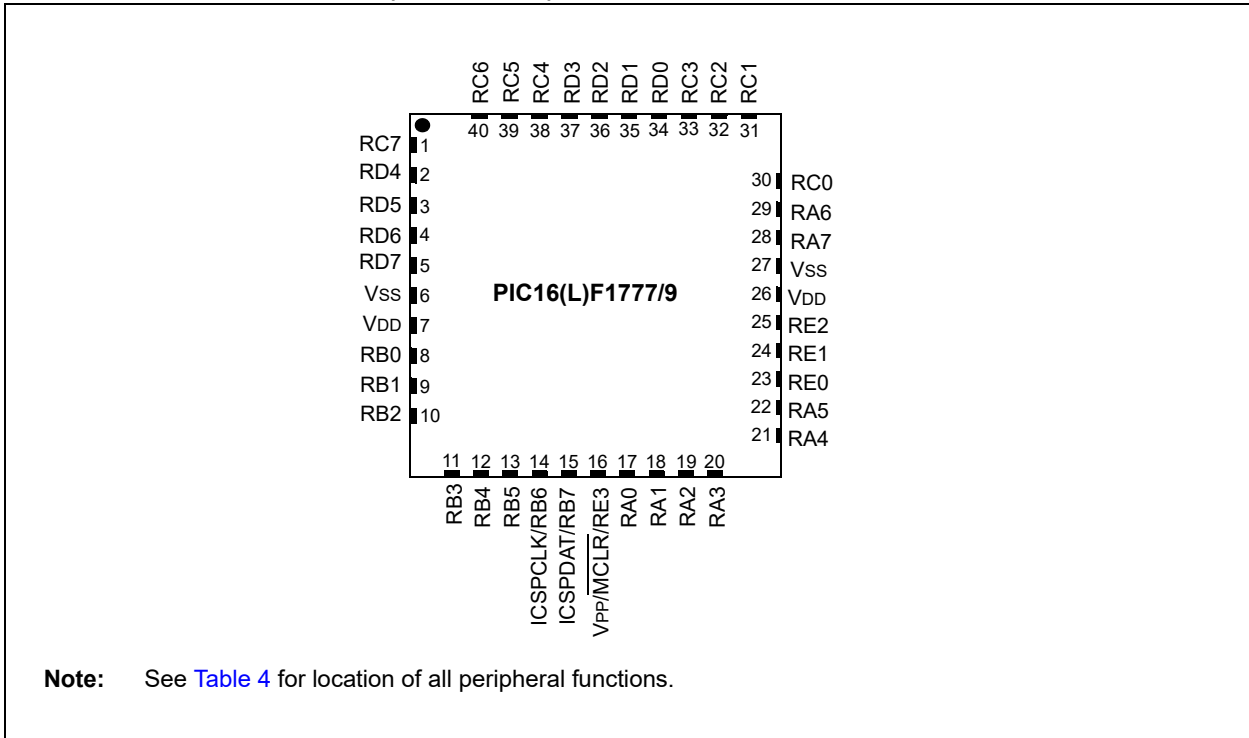 RC6 RC5 RC4 RD3 RD2 RD1 RD0 RC3 RC2 RC1
40 39 38 37 36 35 34 33 32 31
RC7 1
RD4 2
RD5 3
RD6 4
RD7 5
VSS 6
VDD 7
RB0 8
RB1 9
RB2 10
PIC16(L)F1777/9
30 RC0
29 RA6
28 RA7
27 VSS
26 VDD
25 RE2
24 RE1
23 RE0
22 RA5
21 RA4
11 12 13 14 15 16 17 18 19 20
RB3 RB4 RB5 ICSPCLK/RB6 ICSPDAT/RB7 VPP/MCLR/RE3 RA0 RA1 RA2 RA3
Note: See Table 4 for location of all peripheral functions.